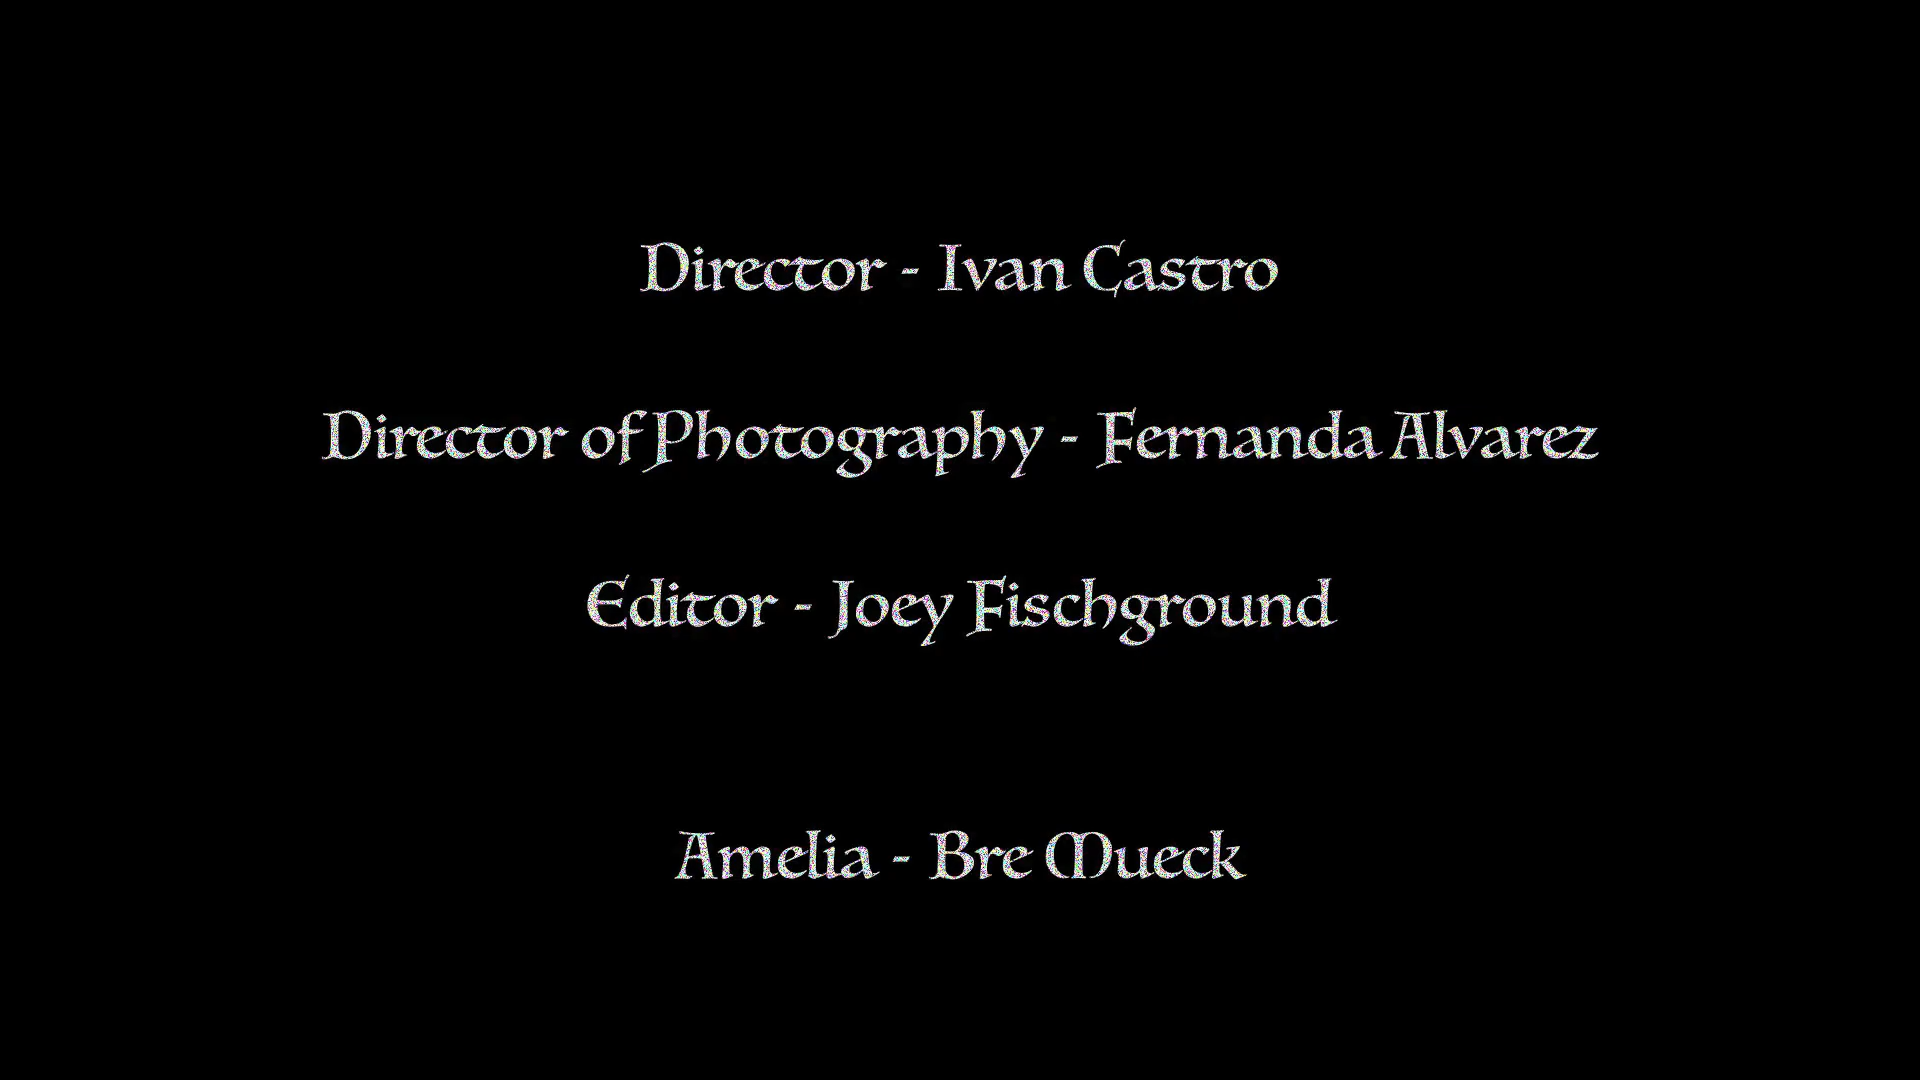 Director - Ivan Castro
Director of Photography - Fernanda Alvarez
Editor - Joey Fischground
Amelia - Bre Mueck